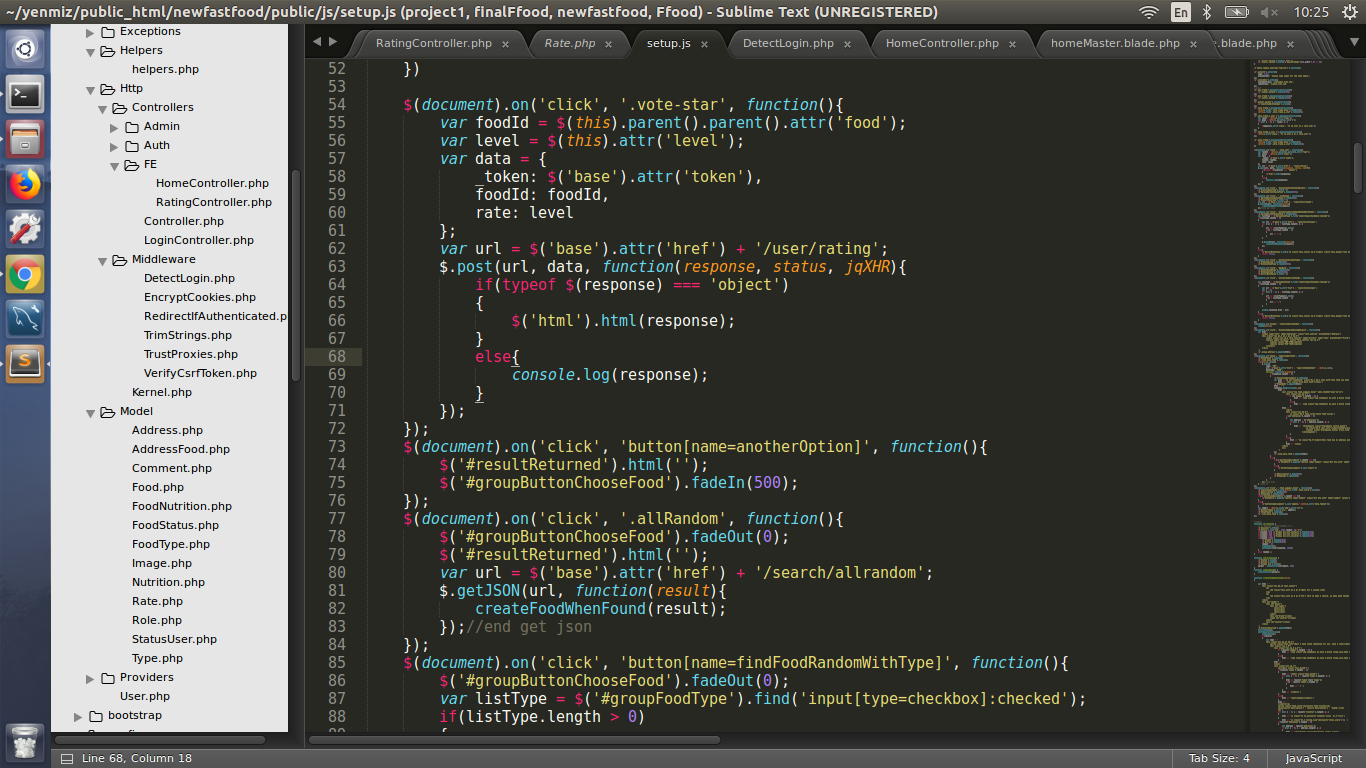 ~/yenmiz/public_html/newfastfood/public/js/setup.js (project1, finalFfood, newfastfood, Ffood) - Sublime Text (UNREGISTERED)
En
10:25
Exceptions
Helpers
helpers.php
Http
Controllers
Admin
Auth
FE
HomeController.php
RatingController.php
Controller.php
LoginController.php
Middleware
DetectLogin.php
EncryptCookies.php
RedirectIfAuthenticated.p
TrimStrings.php
TrustProxies.php
VerifyCsrfToken.php
Kernel.php
Model
Address.php
AddressFood.php
Comment.php
Food.php
FoodNutrition.php
FoodStatus.php
FoodType.php
Image.php
Nutrition.php
Rate.php
Role.php
StatusUser.php
Type.php
Providers
User.php
bootstrap
RatingController.php × Rate.php × setup.js × DetectLogin.php × HomeController.php × homeMaster.blade.php × e.blade.php ×
52 })
53
54 $(document).on('click', '.vote-star', function(){
55 var foodId = $(this).parent().parent().attr('food');
56 var level = $(this).attr('level');
57 var data = {
58 _token: $('base').attr('token'),
59 foodId: foodId,
60 rate: level
61 };
62 var url = $('base').attr('href') + '/user/rating';
63 $.post(url, data, function(response, status, jqXHR){
64 if(typeof $(response) === 'object')
65 {
66 $('html').html(response);
67 }
68 else{
69 console.log(response);
70 }
71 });
72 });
73 $(document).on('click', 'button[name=anotherOption]', function(){
74 $('#resultReturned').html('');
75 $('#groupButtonChooseFood').fadeIn(500);
76 });
77 $(document).on('click', '.allRandom', function(){
78 $('#groupButtonChooseFood').fadeOut(0);
79 $('#resultReturned').html('');
80 var url = $('base').attr('href') + '/search/allrandom';
81 $.getJSON(url, function(result){
82 createFoodWhenFound(result);
83 });//end get json
84 });
85 $(document).on('click', 'button[name=findFoodRandomWithType]', function(){
86 $('#groupButtonChooseFood').fadeOut(0);
87 var listType = $('#groupFoodType').find('input[type=checkbox]:checked');
88 if(listType.length > 0)
Line 68, Column 18
Tab Size: 4
JavaScript